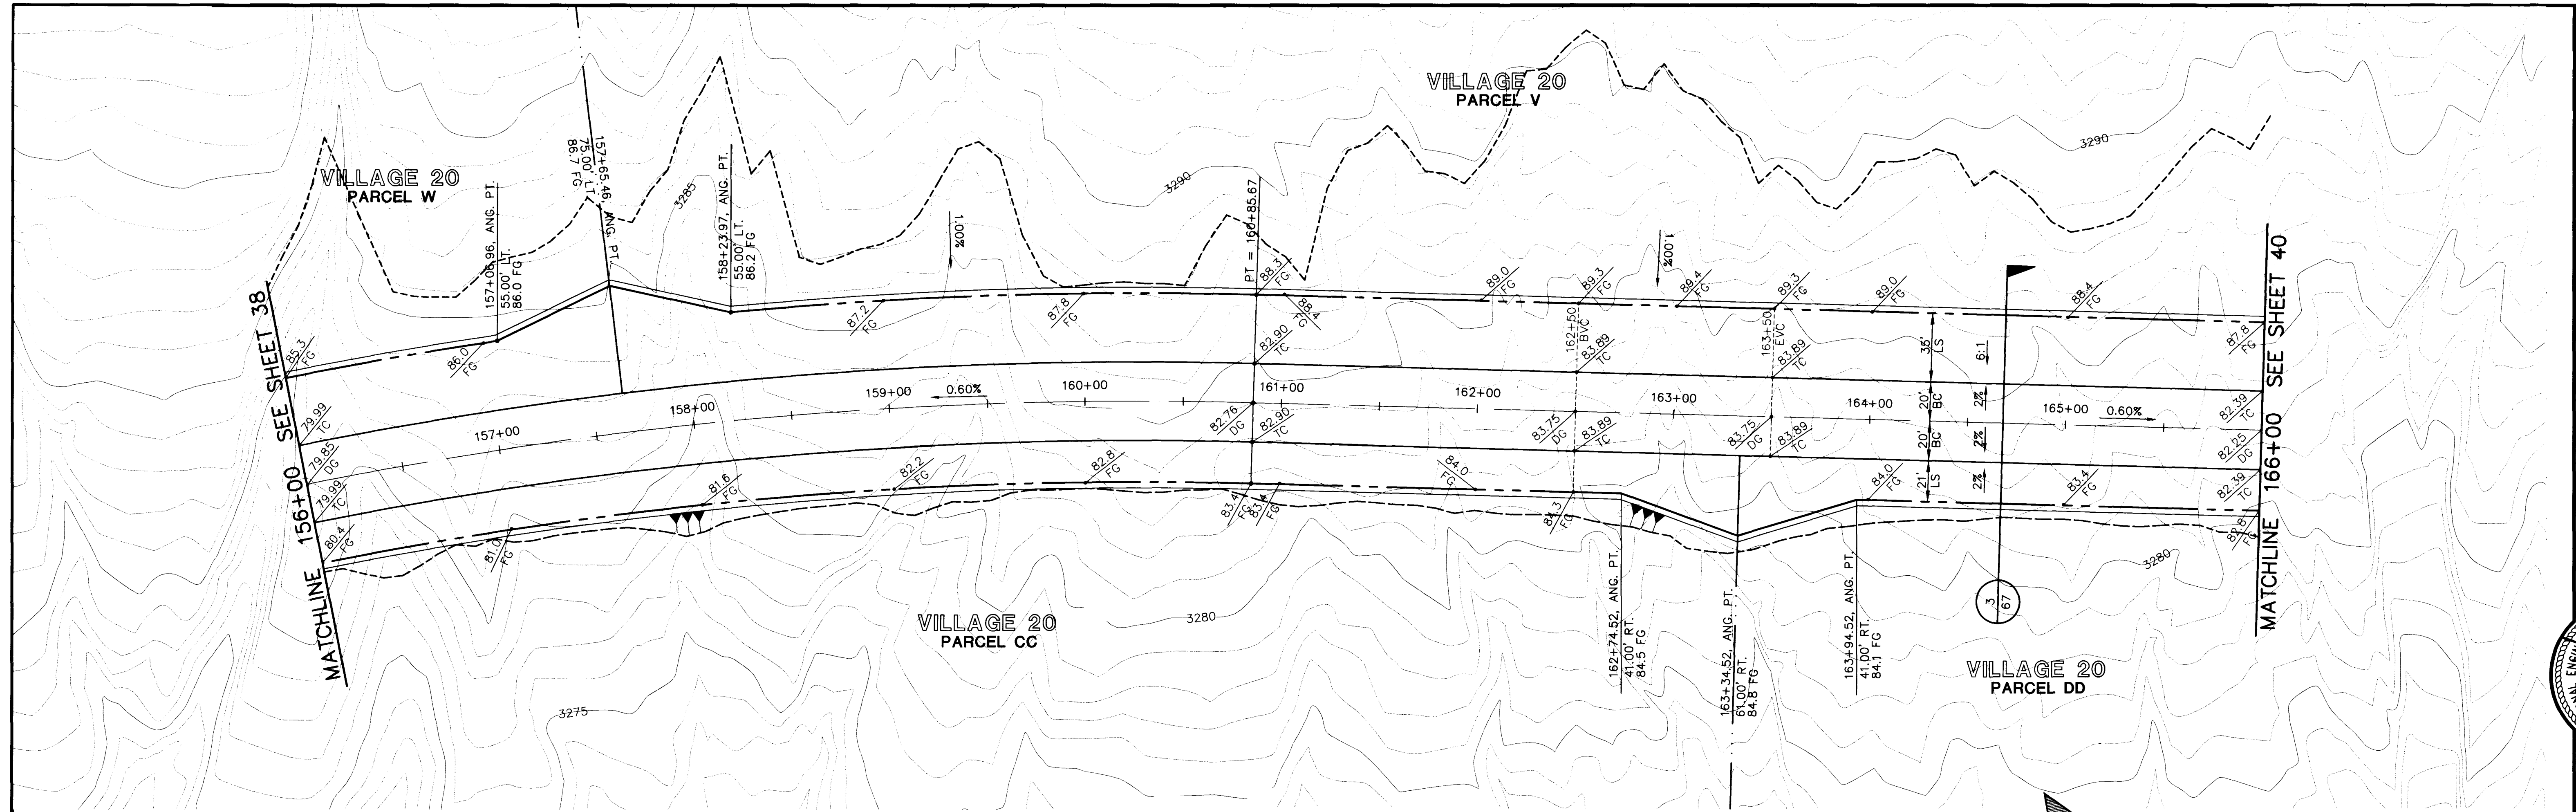 VILLAGE 20
PARCEL V
VILLAGE 20
PARCEL W
3290
3290
3285
157+65.46, ANG. PT.
75.00' LT.
86.7 FG
158+23.97, ANG. PT.
55.00' LT.
86.2 FG
55.00' LT.
86.0 FG
PT = 160+85.67
1.00%
1.00%
MATCHLINE 156+00 SEE SHEET 38
MATCHLINE 166+00 SEE SHEET 40
85.3
FG
86.0
FG
87.2
FG
87.8
FG
88.3
FG
88.4
FG
89.0
FG
89.3
FG
89.4
FG
89.3
FG
89.0
FG
88.4
FG
87.8
FG
162+50
BVC
163+50
EVC
82.90
TC
83.89
TC
83.89
TC
35'
LS
6:1
79.99
TC
79.85
DG
79.99
TC
157+00
158+00
159+00
0.60%
160+00
161+00
162+00
163+00
164+00
165+00
0.60%
20'
BC
2%
20'
BC
2%
21'
LS
2%
82.76
DG
82.90
TC
83.75
DG
83.89
TC
83.75
DG
83.89
TC
82.39
TC
82.25
DG
82.39
TC
80.4
FG
81.0
FG
81.6
FG
82.2
FG
82.8
FG
83.4
FG
83.4
FG
84.0
FG
84.3
FG
84.0
FG
83.4
FG
82.8
FG
162+74.52, ANG. PT.
41.00' RT.
84.5 FG
163+34.52, ANG. PT.
61.00' RT.
84.8 FG
163+94.52, ANG. PT.
41.00' RT.
84.1 FG
3
67
3280
3280
3275
VILLAGE 20
PARCEL CC
VILLAGE 20
PARCEL DD